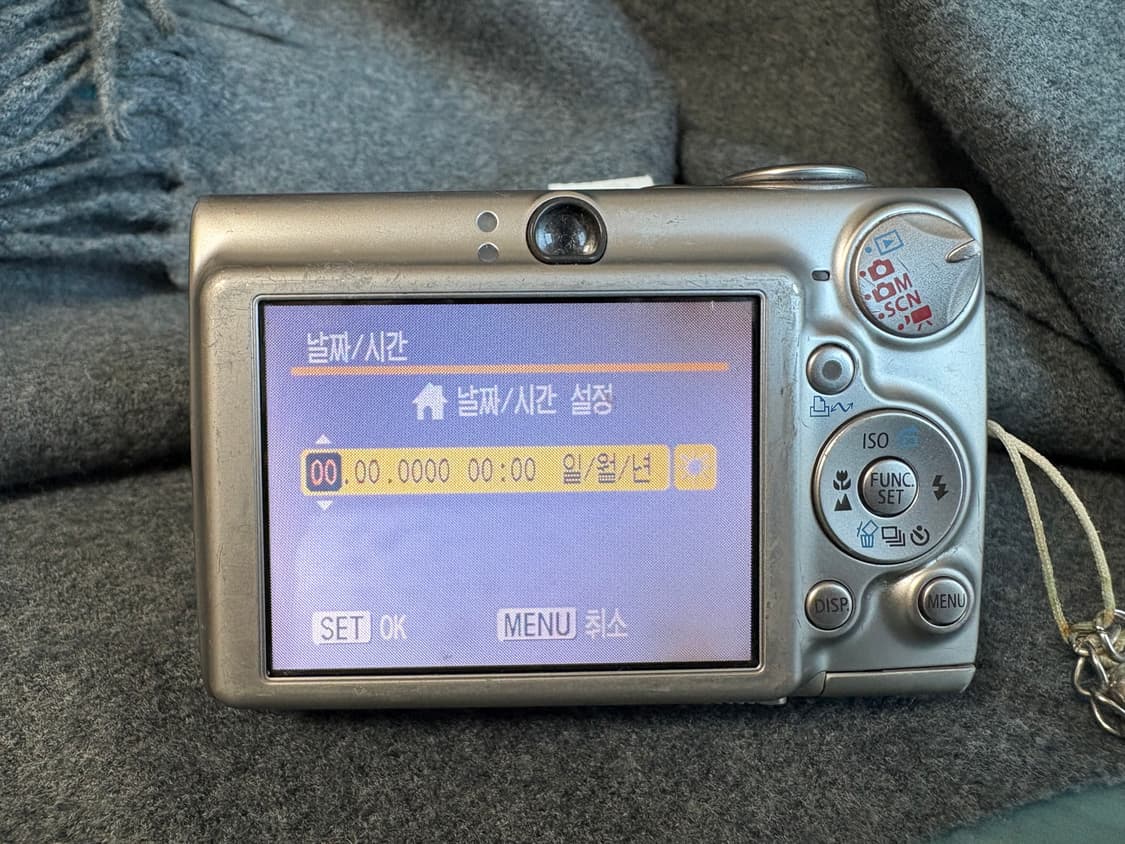 날짜/시간
날짜/시간 설정
00.00.0000 00:00 일/월/년
SET OK
MENU 취소
M
SCN
ISO
FUNC.
SET
DISP.
MENU